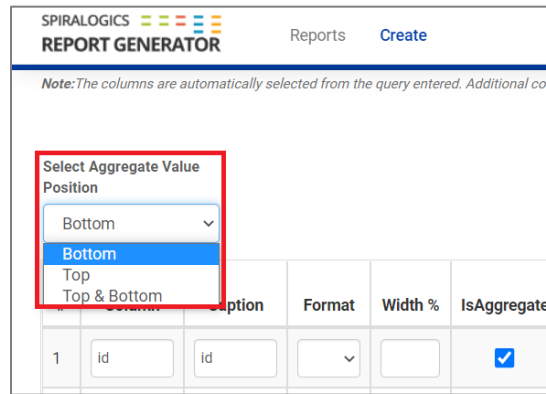 SPIRALOGICS
REPORT GENERATOR
Reports Create
Note:The columns are automatically selected from the query entered. Additional co
Select Aggregate Value
Position
Bottom
Bottom
Top
Top & Bottom
Format Width % IsAggregate
1 id id